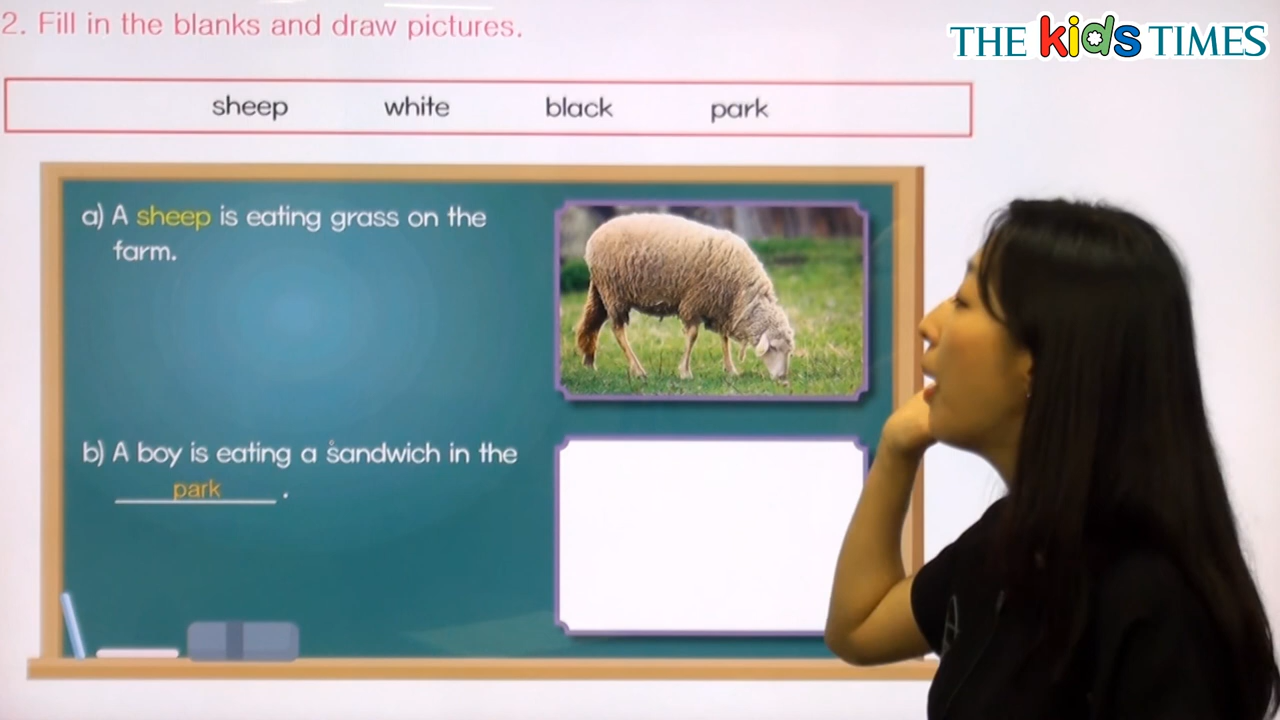 2. Fill in the blanks and draw pictures.
THE kids TIMES
sheep white black park
a) A sheep is eating grass on the
farm.
b) A boy is eating a sandwich in the
park .